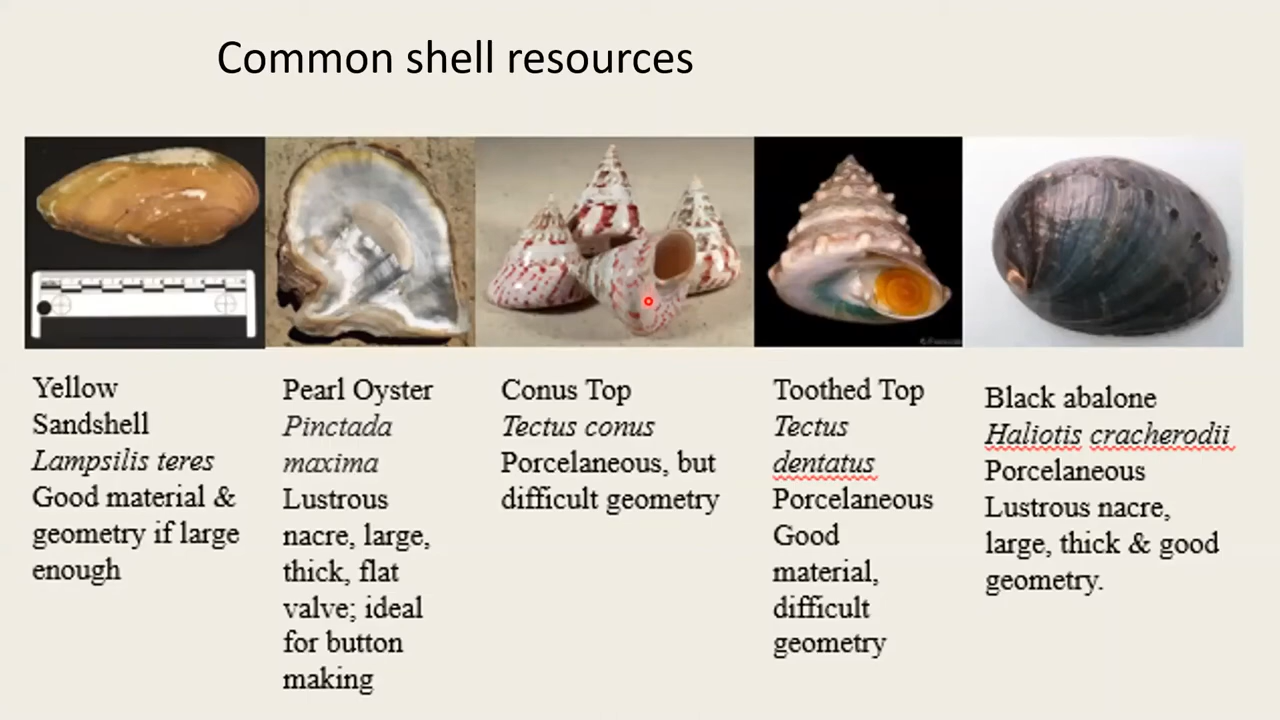 Common shell resources
Yellow
Sandshell
Lampsilis teres
Good material &
geometry if large
enough
Pearl Oyster
Pinctada
maxima
Lustrous
nacre, large,
thick, flat
valve; ideal
for button
making
Conus Top
Tectus conus
Porcelaneous, but
difficult geometry
Toothed Top
Tectus
dentatus
Porcelaneous
Good
material,
difficult
geometry
Black abalone
Haliotis cracherodii
Porcelaneous
Lustrous nacre,
large, thick & good
geometry.